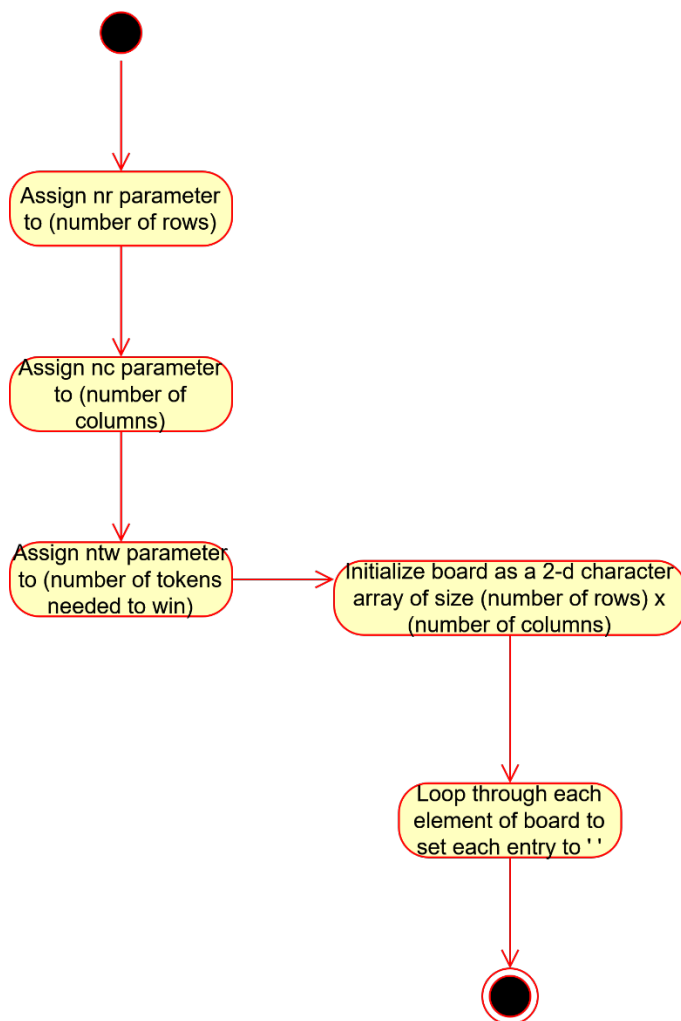 Assign nr parameter
to (number of rows)
Assign nc parameter
to (number of
columns)
Assign ntw parameter
to (number of tokens
needed to win)
Initialize board as a 2-d character
array of size (number of rows) x
(number of columns)
Loop through each
element of board to
set each entry to ' '